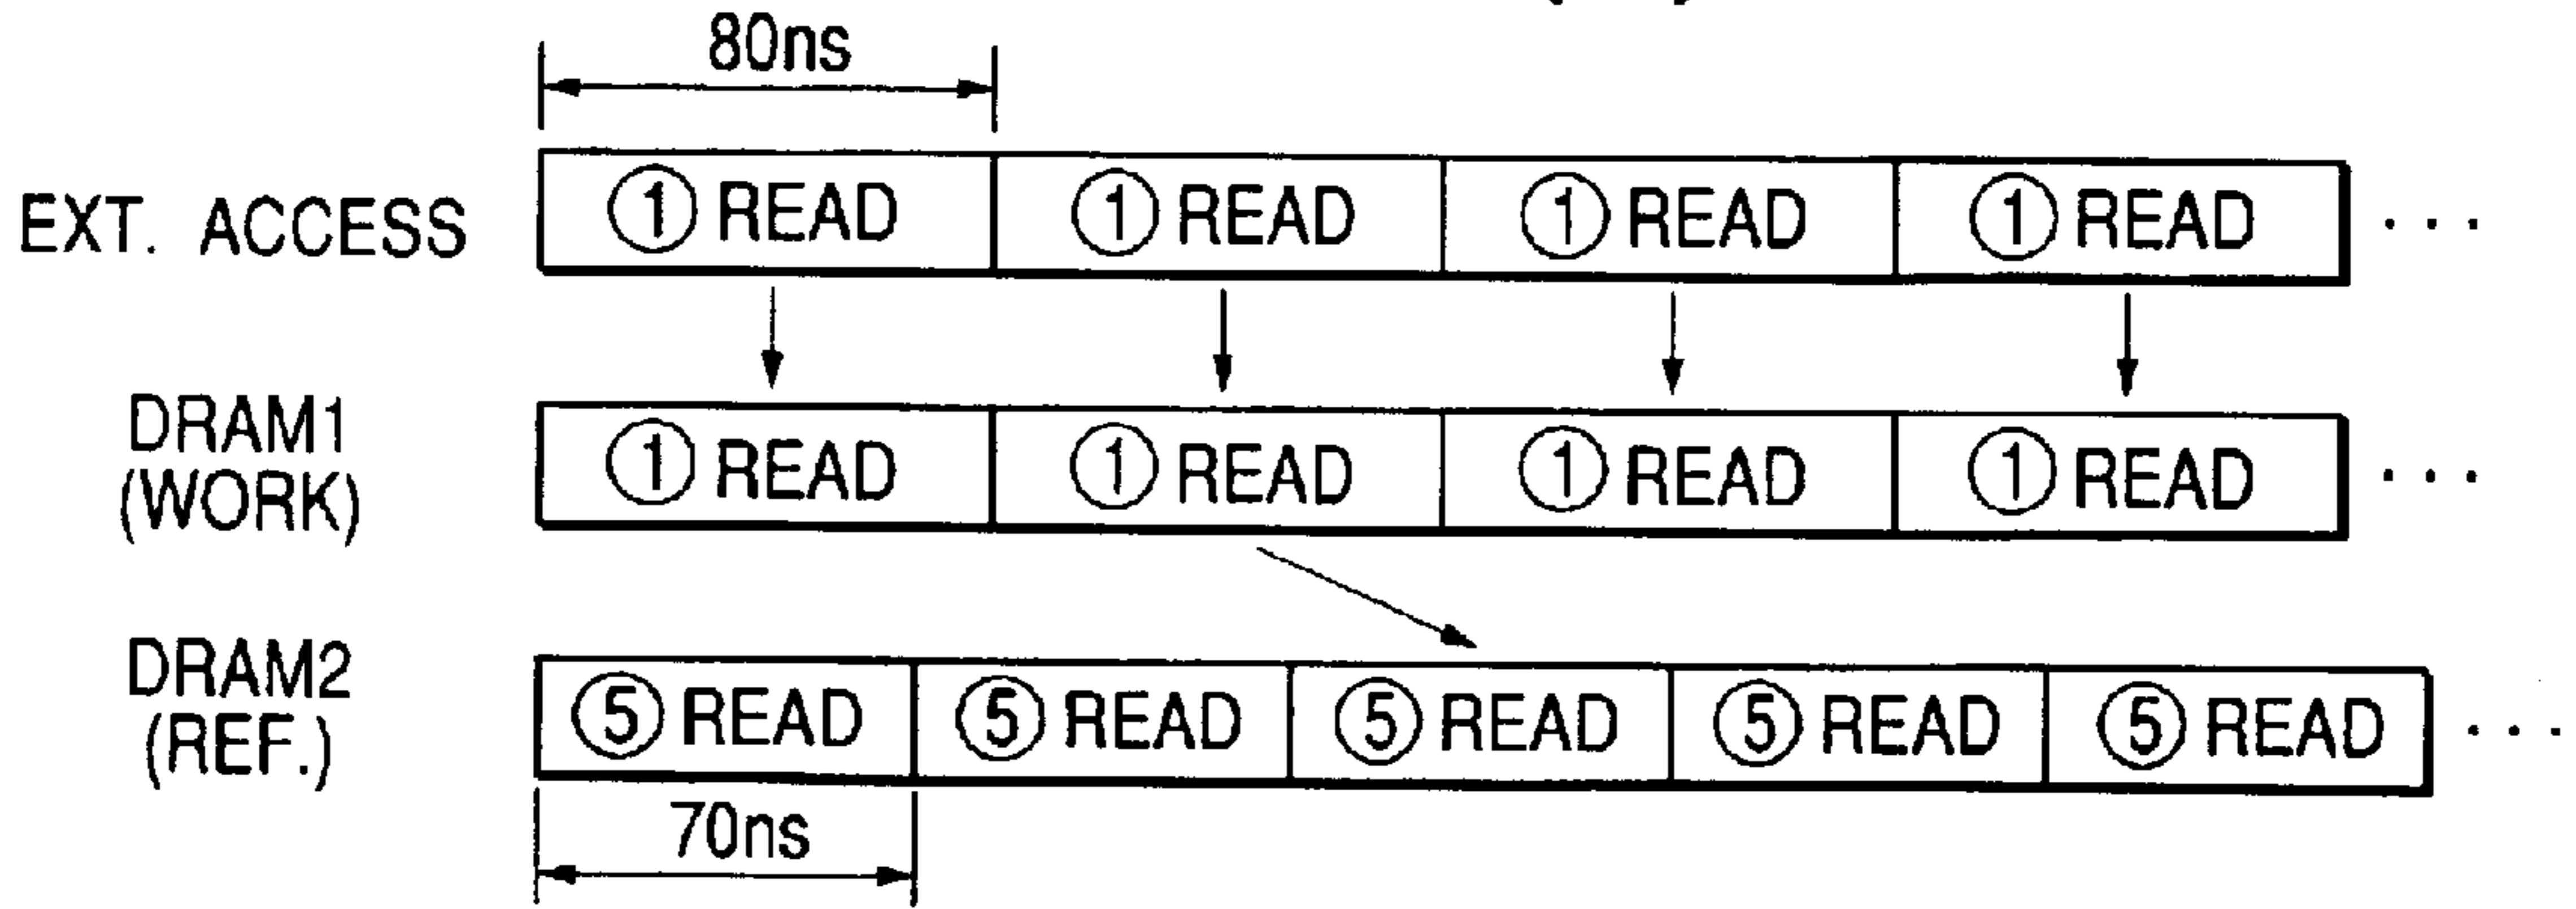 80ns
EXT. ACCESS ① READ ① READ ① READ ① READ ・・・
DRAM1
(WORK)
① READ ① READ ① READ ① READ ・・・
DRAM2
(REF.)
⑤ READ ⑤ READ ⑤ READ ⑤ READ ⑤ READ ・・・
70ns